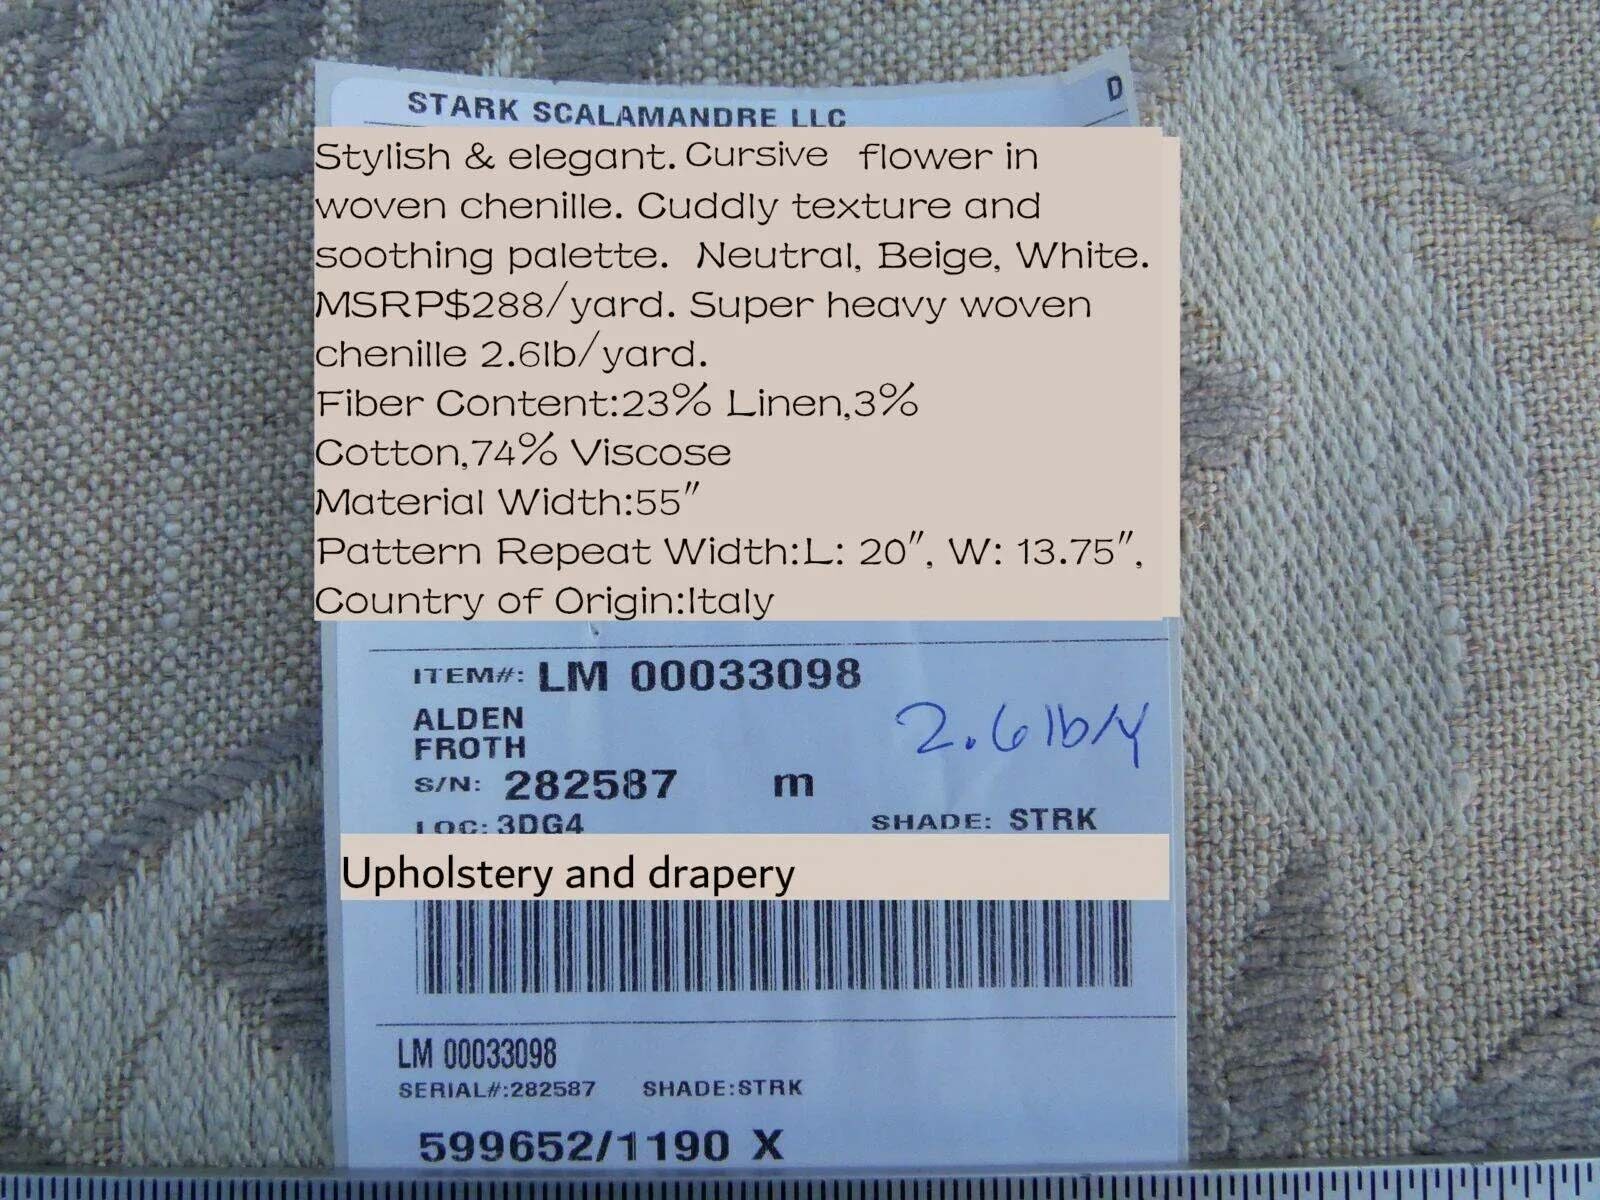 STARK SCALAMANDRE LLC
D
Stylish & elegant. Cursive flower in
woven chenille. Cuddly texture and
soothing palette. Neutral, Beige, White.
MSRP$288/yard. Super heavy woven
chenille 2.6lb/yard.
Fiber Content:23% Linen,3%
Cotton,74% Viscose
Material Width:55"
Pattern Repeat Width:L: 20", W: 13.75",
Country of Origin:Italy
ITEM#: LM 00033098
ALDEN
FROTH
2.6 lb/y
S/N: 282587 m
LOC: 3DG4 SHADE: STRK
Upholstery and drapery
LM 00033098
SERIAL#:282587 SHADE:STRK
599652/1190 X